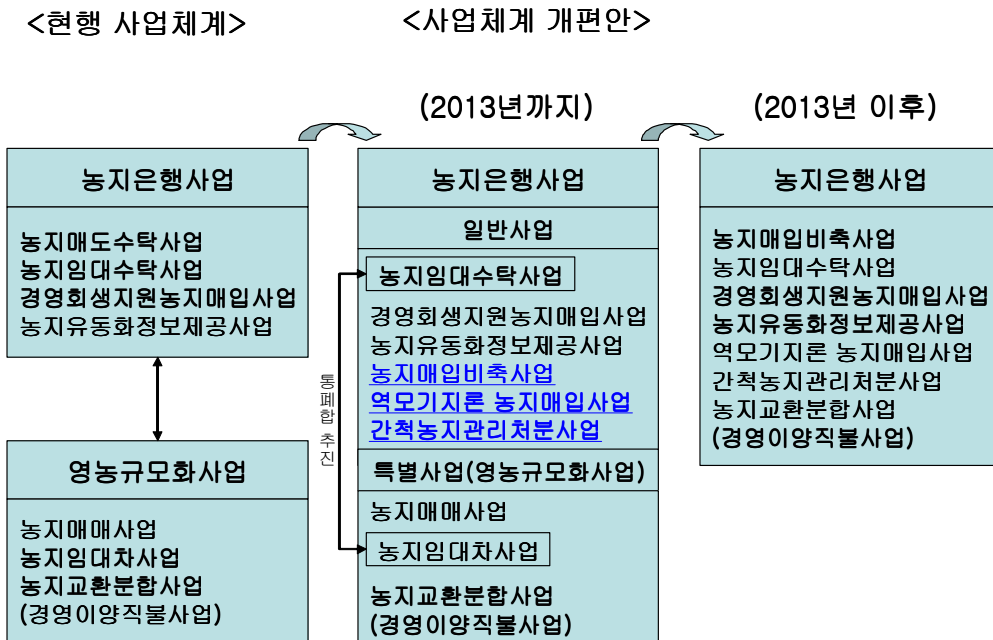 <현행 사업체계>
<사업체계 개편안>
(2013년까지)
(2013년 이후)
농지은행사업
농지매도수탁사업
농지임대수탁사업
경영회생지원농지매입사업
농지유동화정보제공사업
영농규모화사업
농지매매사업
농지임대차사업
농지교환분합사업
(경영이양직불사업)
통폐합 추진
농지은행사업
일반사업
농지임대수탁사업
경영회생지원농지매입사업
농지유동화정보제공사업
농지매입비축사업
역모기지론 농지매입사업
간척농지관리처분사업
특별사업(영농규모화사업)
농지매매사업
농지임대차사업
농지교환분합사업
(경영이양직불사업)
농지은행사업
농지매입비축사업
농지임대수탁사업
경영회생지원농지매입사업
농지유동화정보제공사업
역모기지론 농지매입사업
간척농지관리처분사업
농지교환분합사업
(경영이양직불사업)